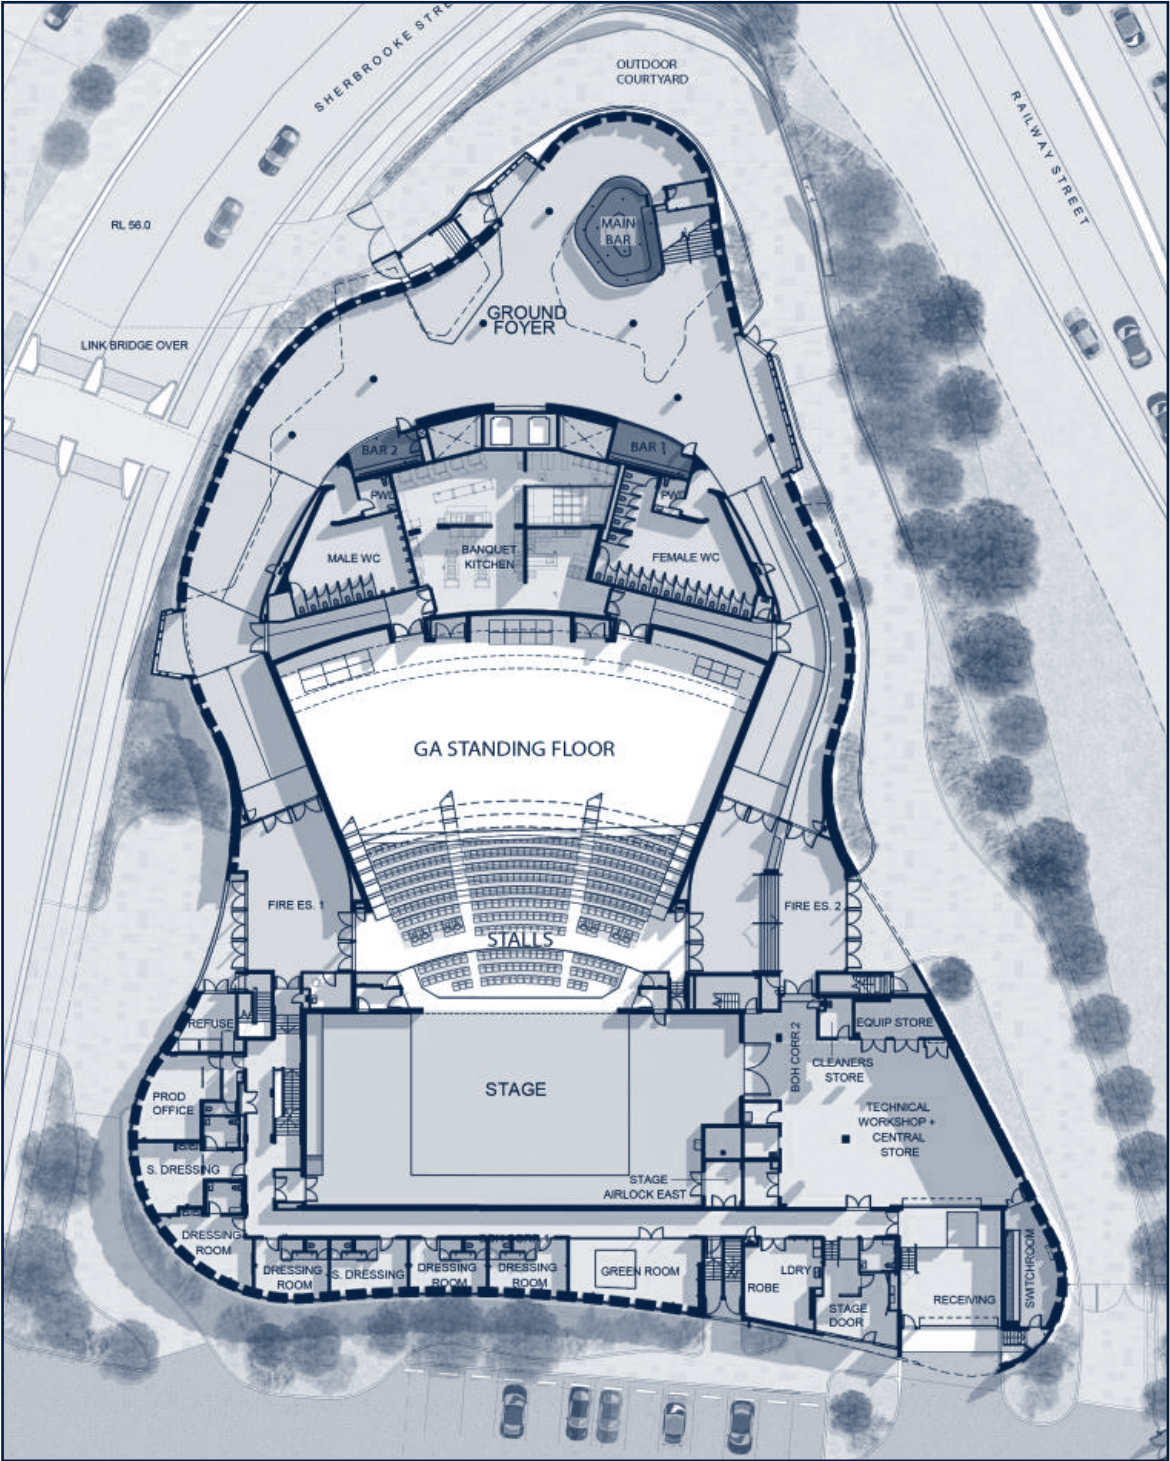 SHERBROOKE STRE
OUTDOOR
COURTYARD
RAILWAY STREET
RL 56.0
MAIN
BAR
GROUND
FOYER
LINK BRIDGE OVER
BAR 2
BAR 1
PWD
PWD
MALE WC
BANQUET
KITCHEN
FEMALE WC
GA STANDING FLOOR
FIRE ES. 1
FIRE ES. 2
STALLS
REFUSE
EQUIP STORE
BOH CORR.2
CLEANERS
STORE
PROD
OFFICE
STAGE
TECHNICAL
WORKSHOP +
CENTRAL
STORE
S. DRESSING
STAGE
AIRLOCK EAST
DRESSING
ROOM
DRESSING
ROOM
S. DRESSING
DRESSING
ROOM
DRESSING
ROOM
GREEN ROOM
ROBE
LDRY
STAGE
DOOR
RECEIVING
SWITCHROOM